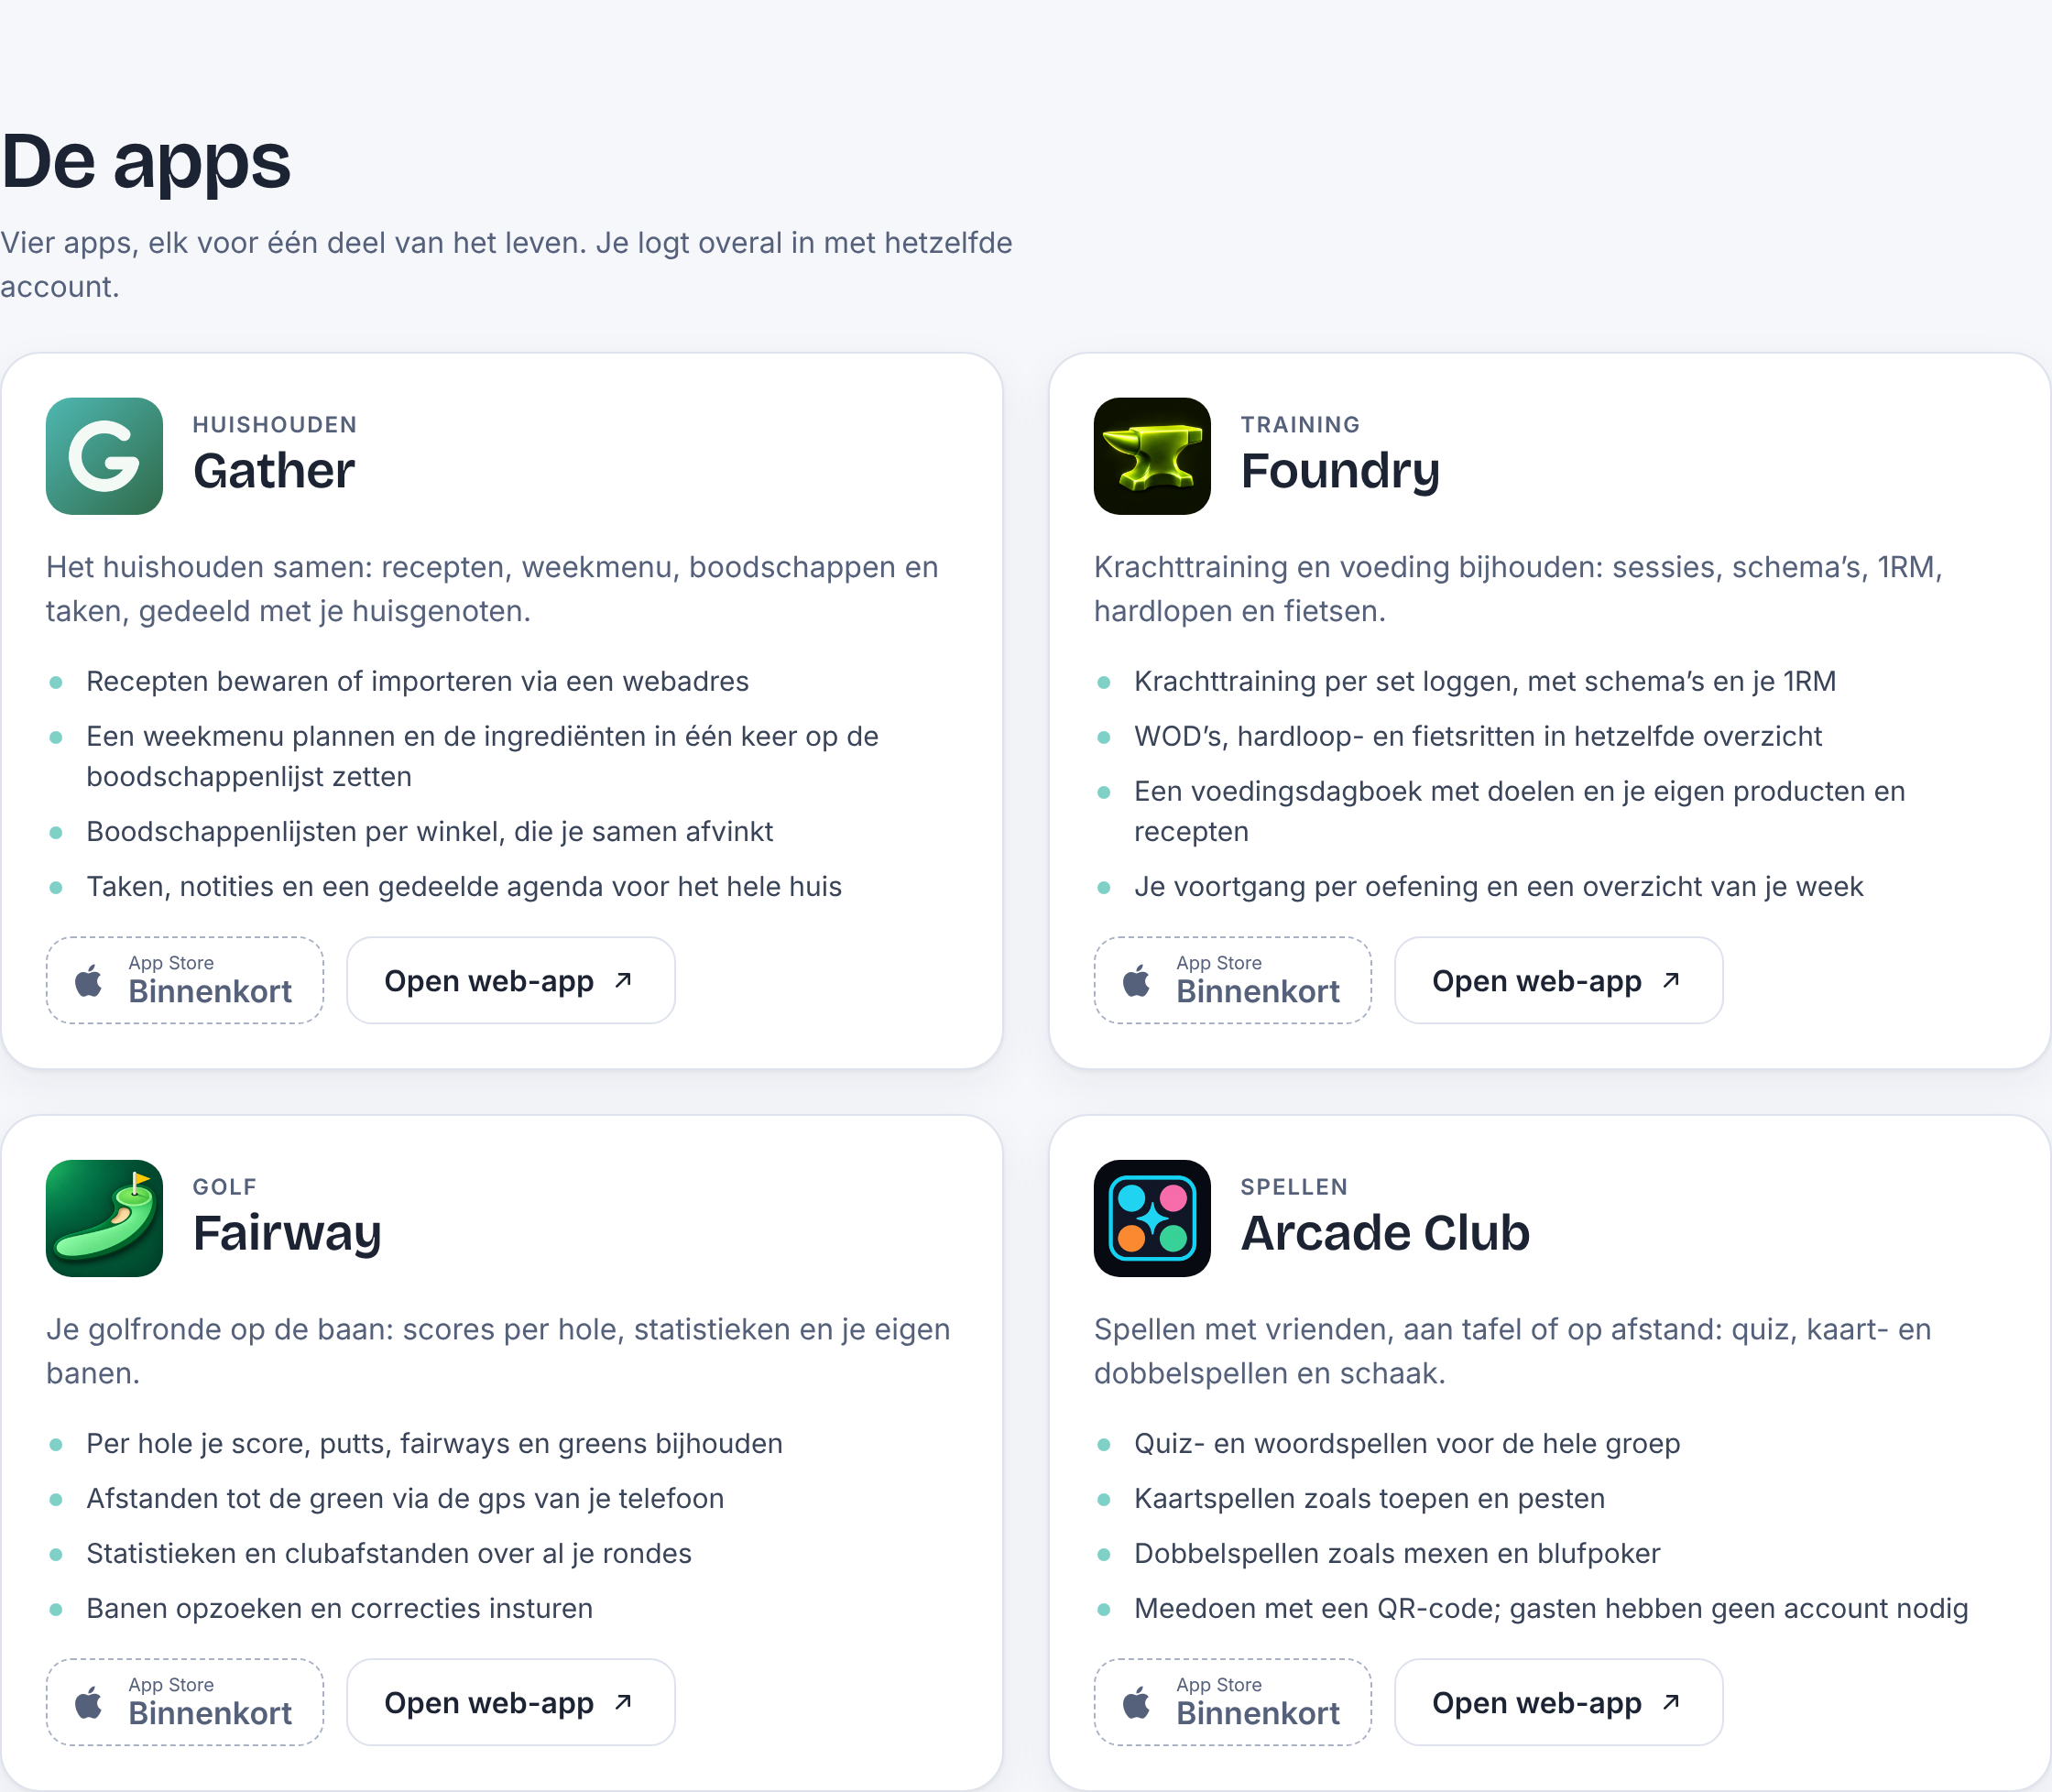 De apps
Vier apps, elk voor één deel van het leven. Je logt overal in met hetzelfde
account.
G
HUISHOUDEN
Gather
Het huishouden samen: recepten, weekmenu, boodschappen en
taken, gedeeld met je huisgenoten.
Recepten bewaren of importeren via een webadres
Een weekmenu plannen en de ingrediënten in één keer op de
boodschappenlijst zetten
Boodschappenlijsten per winkel, die je samen afvinkt
Taken, notities en een gedeelde agenda voor het hele huis
App Store
Binnenkort
Open web-app ↗
TRAINING
Foundry
Krachttraining en voeding bijhouden: sessies, schema’s, 1RM,
hardlopen en fietsen.
Krachttraining per set loggen, met schema’s en je 1RM
WOD’s, hardloop- en fietsritten in hetzelfde overzicht
Een voedingsdagboek met doelen en je eigen producten en
recepten
Je voortgang per oefening en een overzicht van je week
App Store
Binnenkort
Open web-app ↗
GOLF
Fairway
Je golfronde op de baan: scores per hole, statistieken en je eigen
banen.
Per hole je score, putts, fairways en greens bijhouden
Afstanden tot de green via de gps van je telefoon
Statistieken en clubafstanden over al je rondes
Banen opzoeken en correcties insturen
App Store
Binnenkort
Open web-app ↗
SPELLEN
Arcade Club
Spellen met vrienden, aan tafel of op afstand: quiz, kaart- en
dobbelspellen en schaak.
Quiz- en woordspellen voor de hele groep
Kaartspellen zoals toepen en pesten
Dobbelspellen zoals mexen en blufpoker
Meedoen met een QR-code; gasten hebben geen account nodig
App Store
Binnenkort
Open web-app ↗